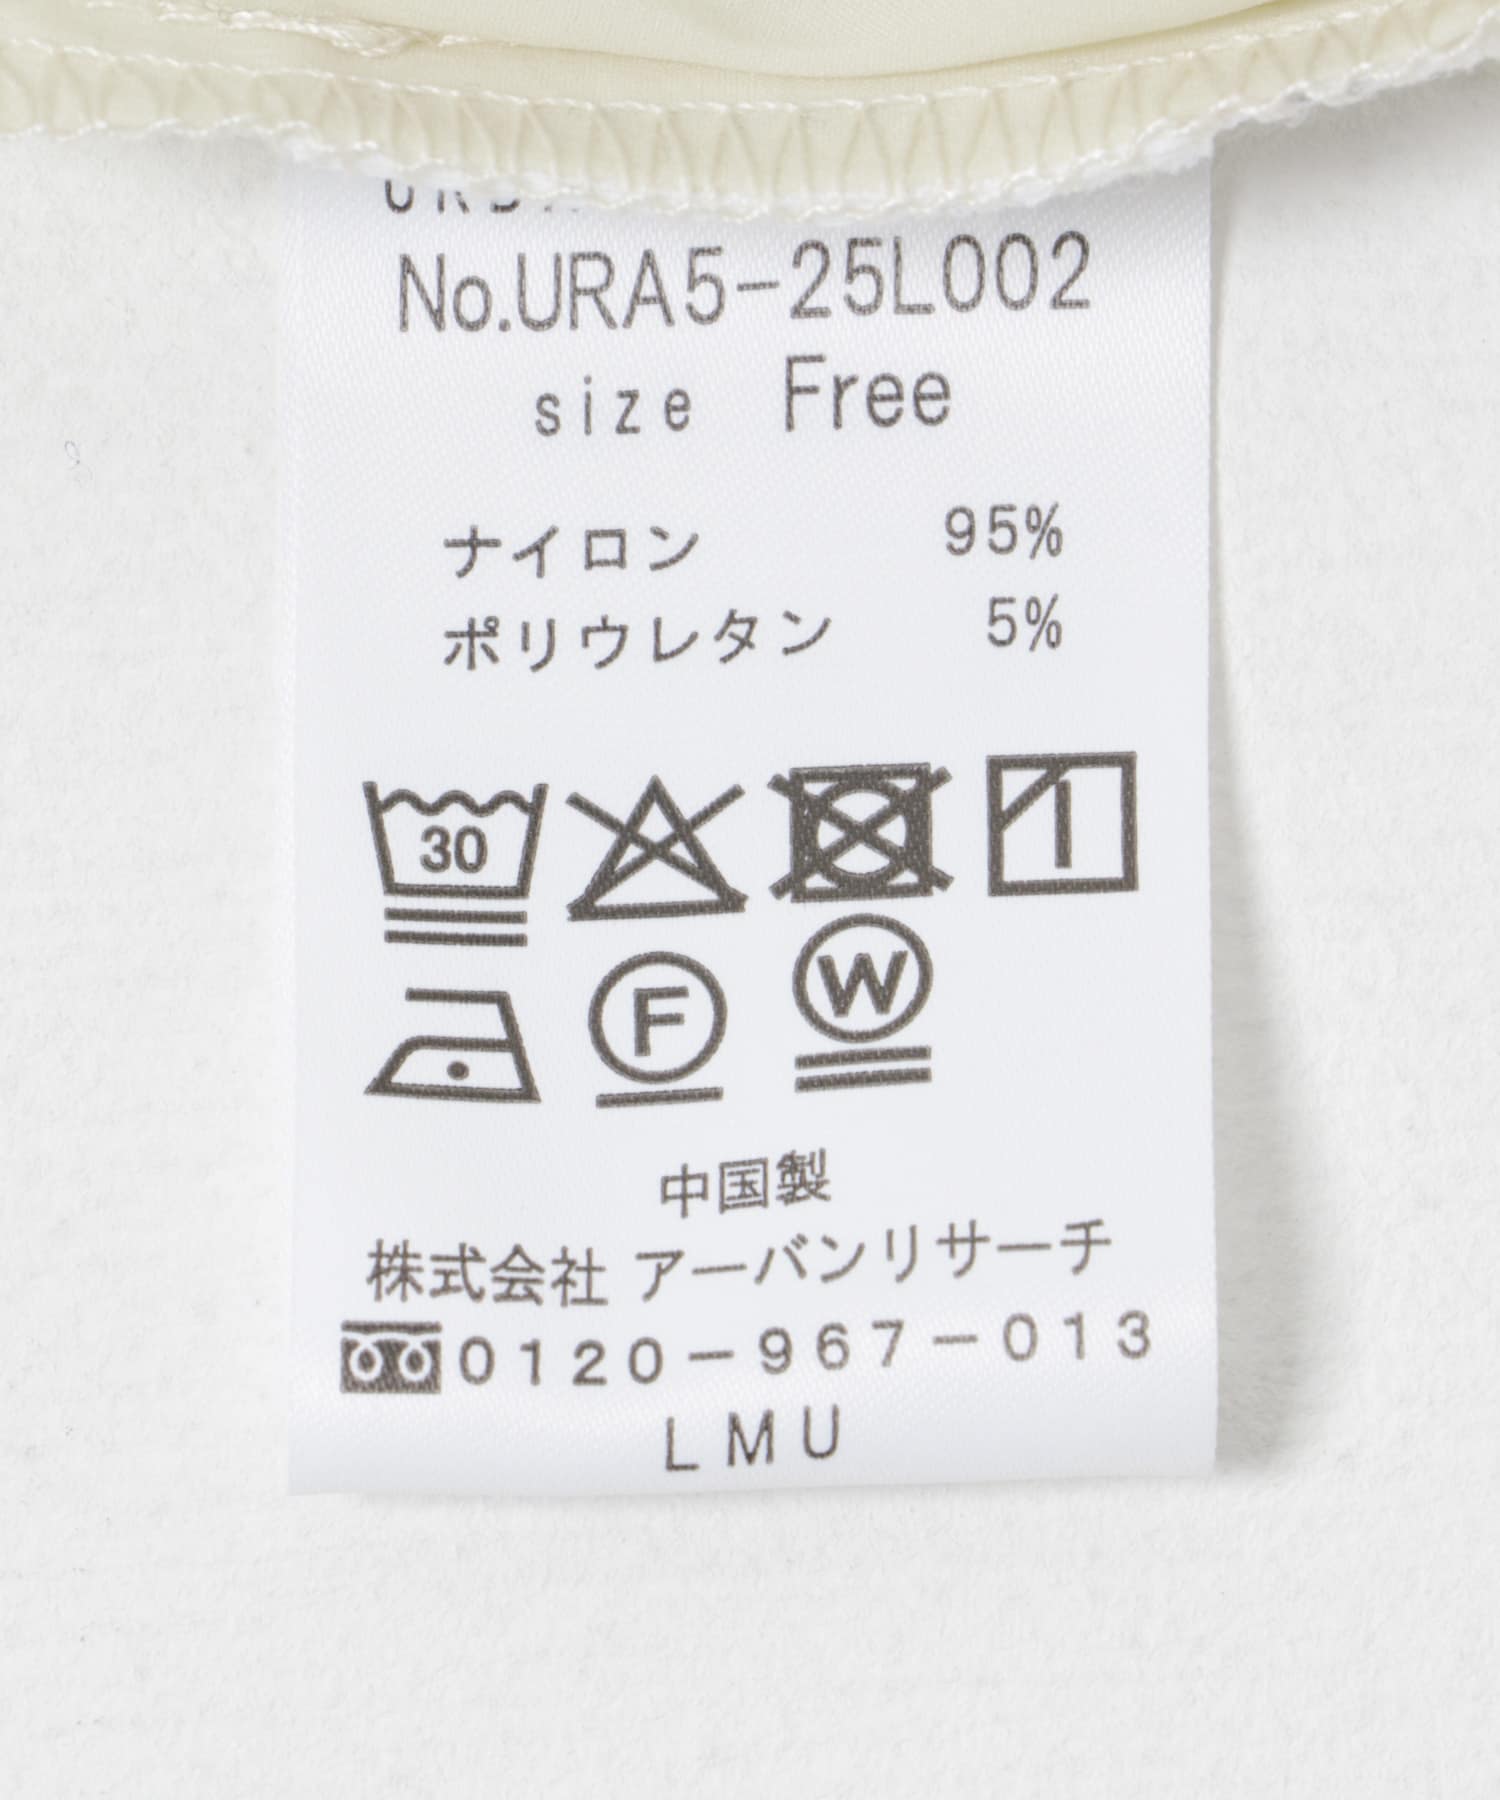 No.URA5-25L002
size Free
ナイロン 95%
ポリウレタン 5%
30
F W
中国製
株式会社 アーバンリサーチ
0120-967-013
LMU